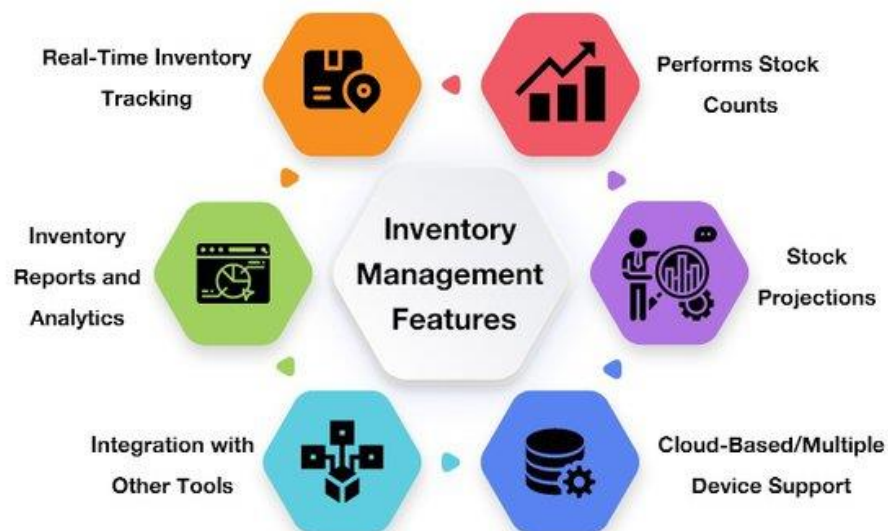 Real-Time Inventory
Tracking
Performs Stock
Counts
Inventory
Reports and
Analytics
Inventory
Management
Features
Stock
Projections
Integration with
Other Tools
Cloud-Based/Multiple
Device Support